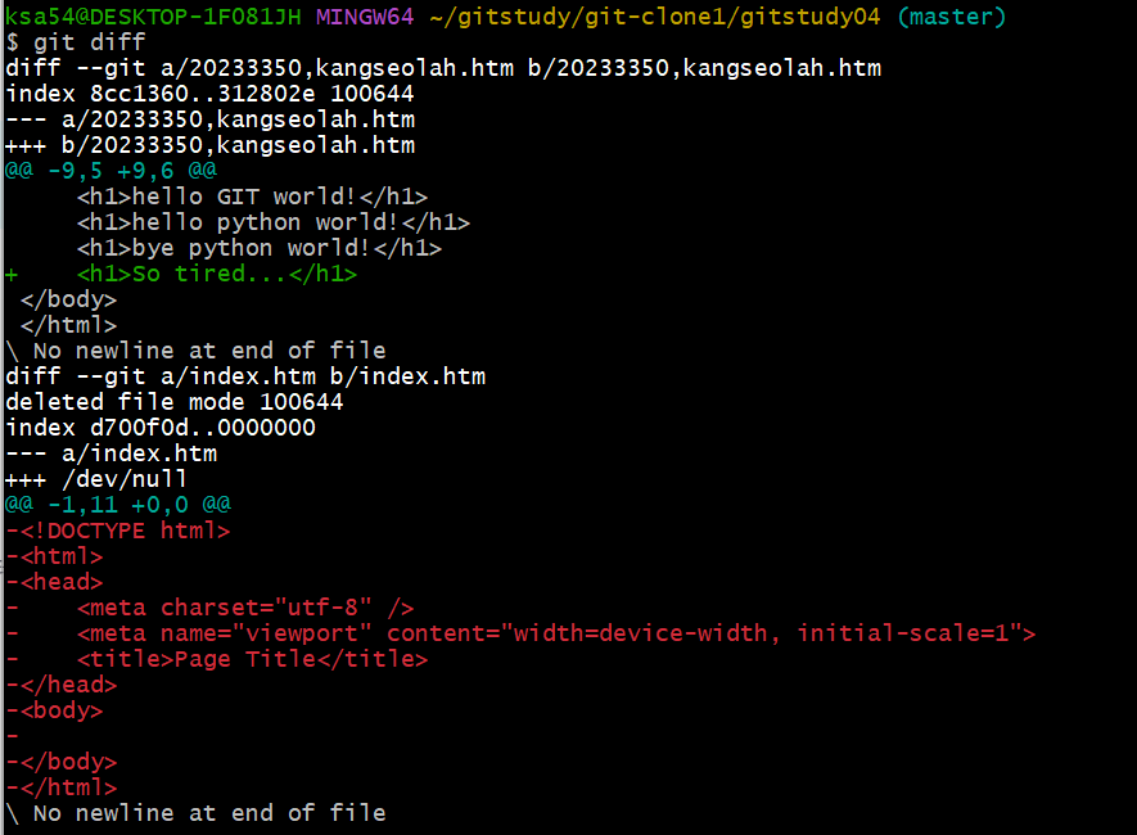 ksa54@DESKTOP-1F081JH MINGW64 ~/gitstudy/git-clone1/gitstudy04 (master)
$ git diff
diff --git a/20233350,kangseolah.htm b/20233350,kangseolah.htm
index 8cc1360..312802e 100644
--- a/20233350,kangseolah.htm
+++ b/20233350,kangseolah.htm
@@ -9,5 +9,6 @@
     <h1>hello GIT world!</h1>
     <h1>hello python world!</h1>
     <h1>bye python world!</h1>
+    <h1>So tired...</h1>
 </body>
 </html>
\ No newline at end of file
diff --git a/index.htm b/index.htm
deleted file mode 100644
index d700f0d..0000000
--- a/index.htm
+++ /dev/null
@@ -1,11 +0,0 @@
-<!DOCTYPE html>
-<html>
-<head>
-    <meta charset="utf-8" />
-    <meta name="viewport" content="width=device-width, initial-scale=1">
-    <title>Page Title</title>
-</head>
-<body>
-
-</body>
-</html>
\ No newline at end of file